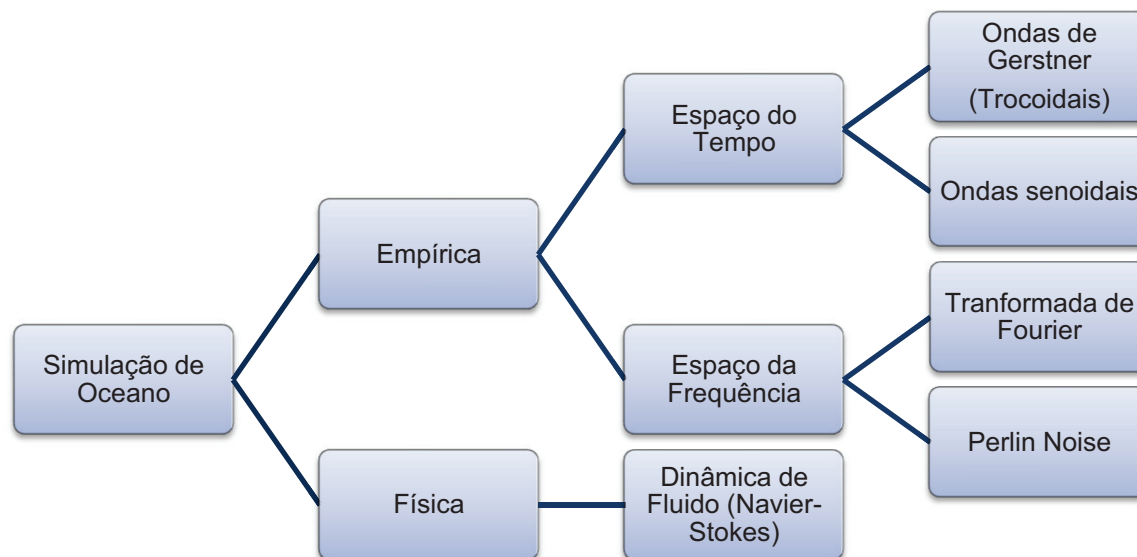 Simulação de
Oceano
Empírica
Espaço do
Tempo
Ondas de
Gerstner
(Trocoidais)
Ondas senoidais
Espaço da
Frequência
Tranformada de
Fourier
Perlin Noise
Física
Dinâmica de
Fluido (Navier-
Stokes)